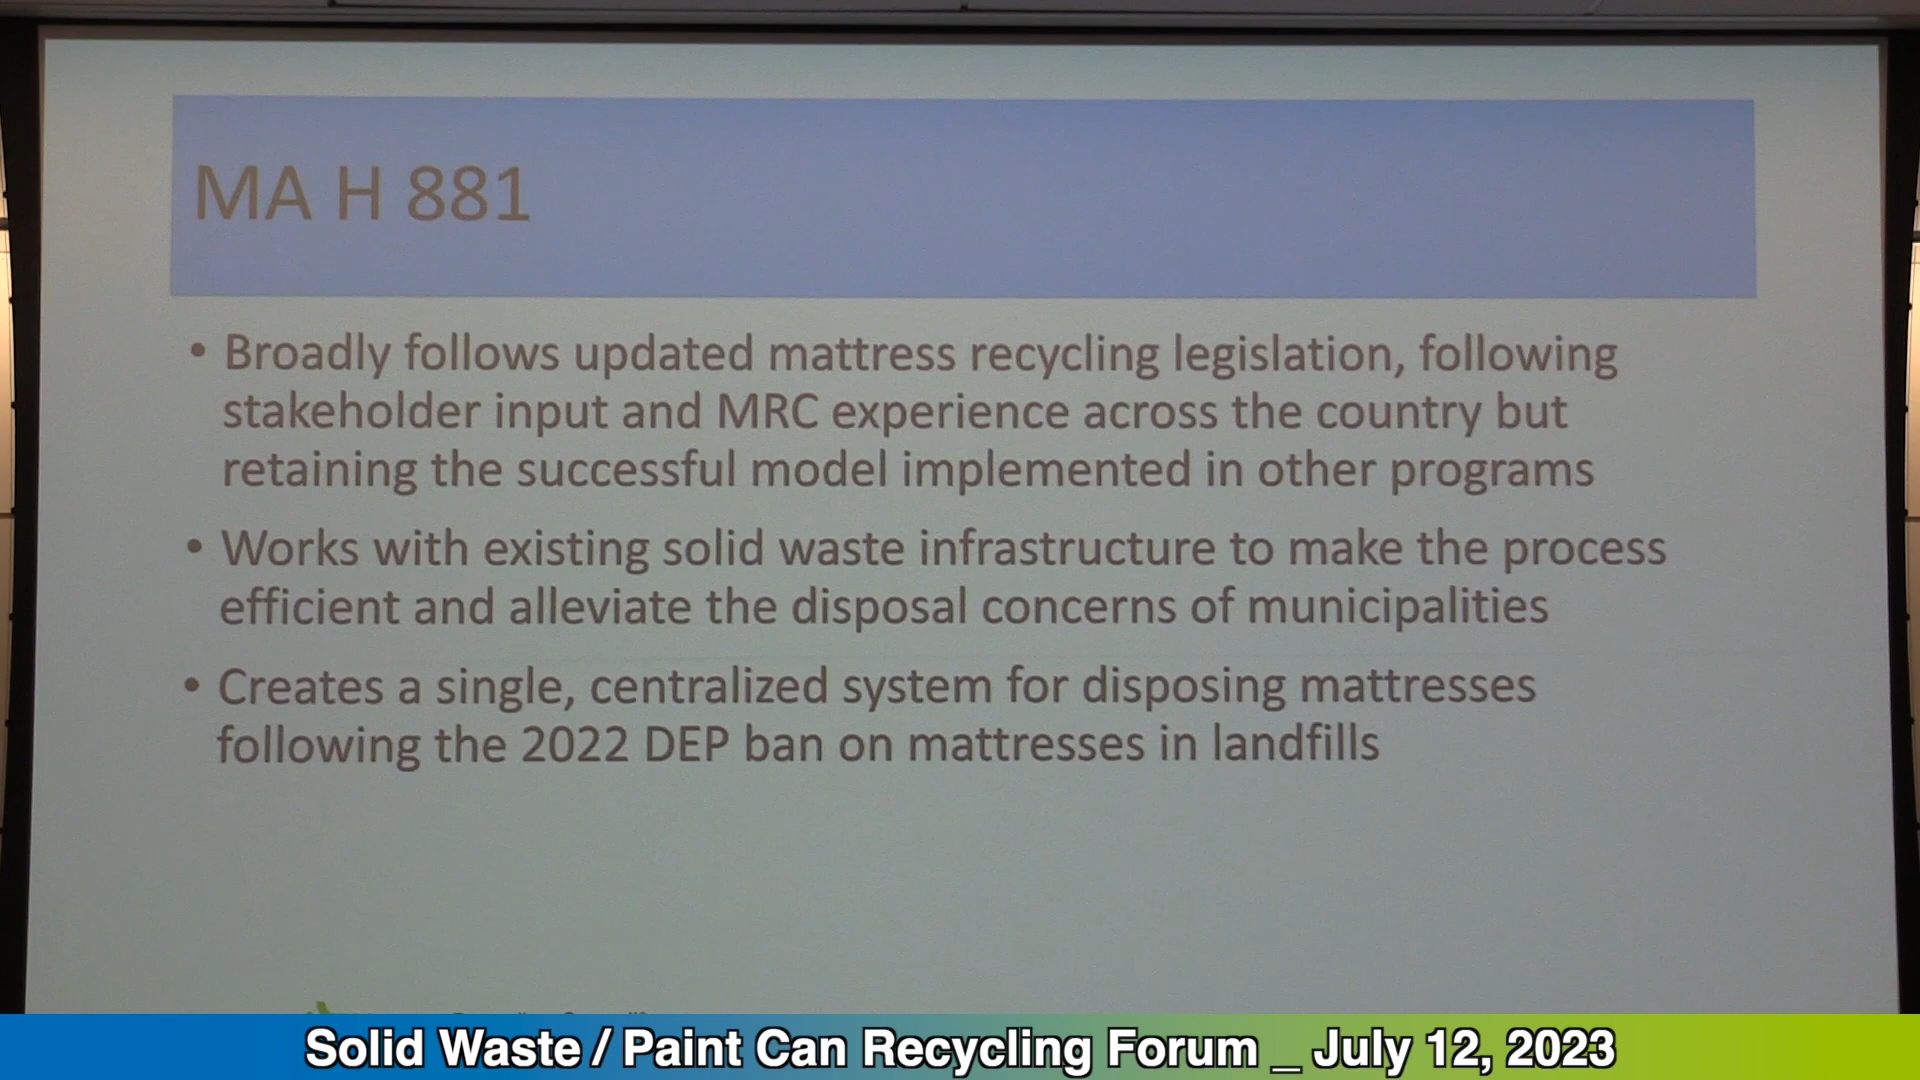 MA H 881
• Broadly follows updated mattress recycling legislation, following
stakeholder input and MRC experience across the country but
retaining the successful model implemented in other programs
• Works with existing solid waste infrastructure to make the process
efficient and alleviate the disposal concerns of municipalities
• Creates a single, centralized system for disposing mattresses
following the 2022 DEP ban on mattresses in landfills
Solid Waste / Paint Can Recycling Forum _ July 12, 2023